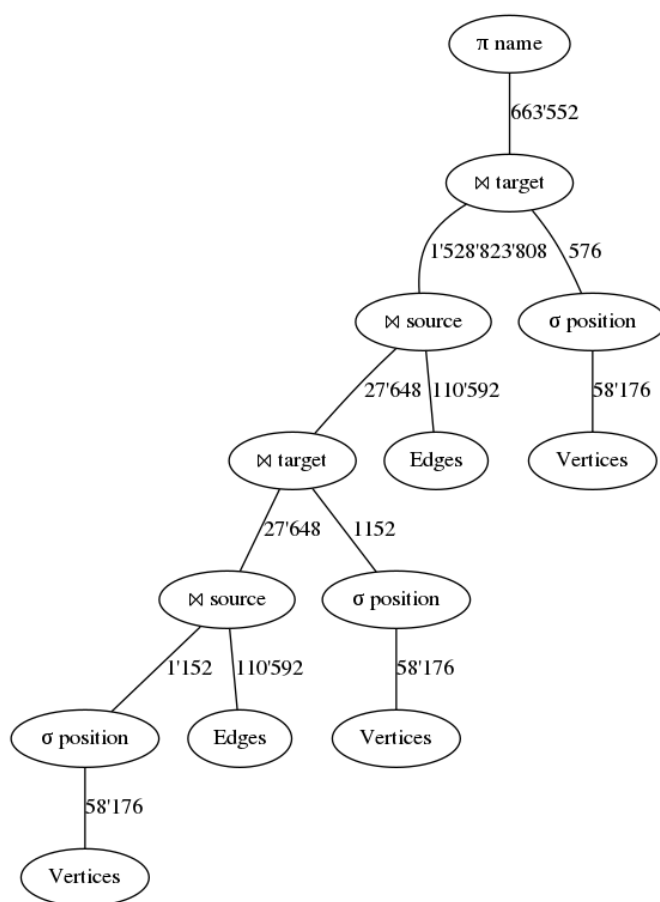 π name
663'552
⋈ target
1'528'823'808
576
⋈ source
σ position
27'648
110'592
58'176
⋈ target
Edges
Vertices
27'648
1152
⋈ source
σ position
1'152
110'592
58'176
σ position
Edges
Vertices
58'176
Vertices